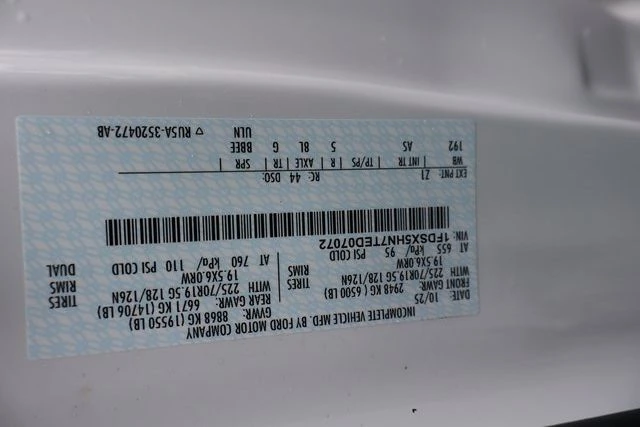 INCOMPLETE VEHICLE MFD. BY FORD MOTOR COMPANY
DATE: 10/25 GVWR: 8868 KG (19550 LB)
FRONT GAWR: 2948 KG (6500 LB) REAR GAWR: 6671 KG (14706 LB)
WITH 225/70R19.5G 128/126N TIRES WITH 225/70R19.5G 128/126N TIRES
19.5X6.0RW RIMS 19.5X6.0RW RIMS
AT 655 kPa/ 95 PSI COLD AT 760 kPa/ 110 PSI COLD DUAL
VIN: 1FDSX5HN7TED07072
EXT PNT: Z1 RC: 44 DSO:
WB INT TR TP/PS R AXLE TR SPR
192 AS 5 8L G BBEE
ULN
▽ RU5A-3520472-AB